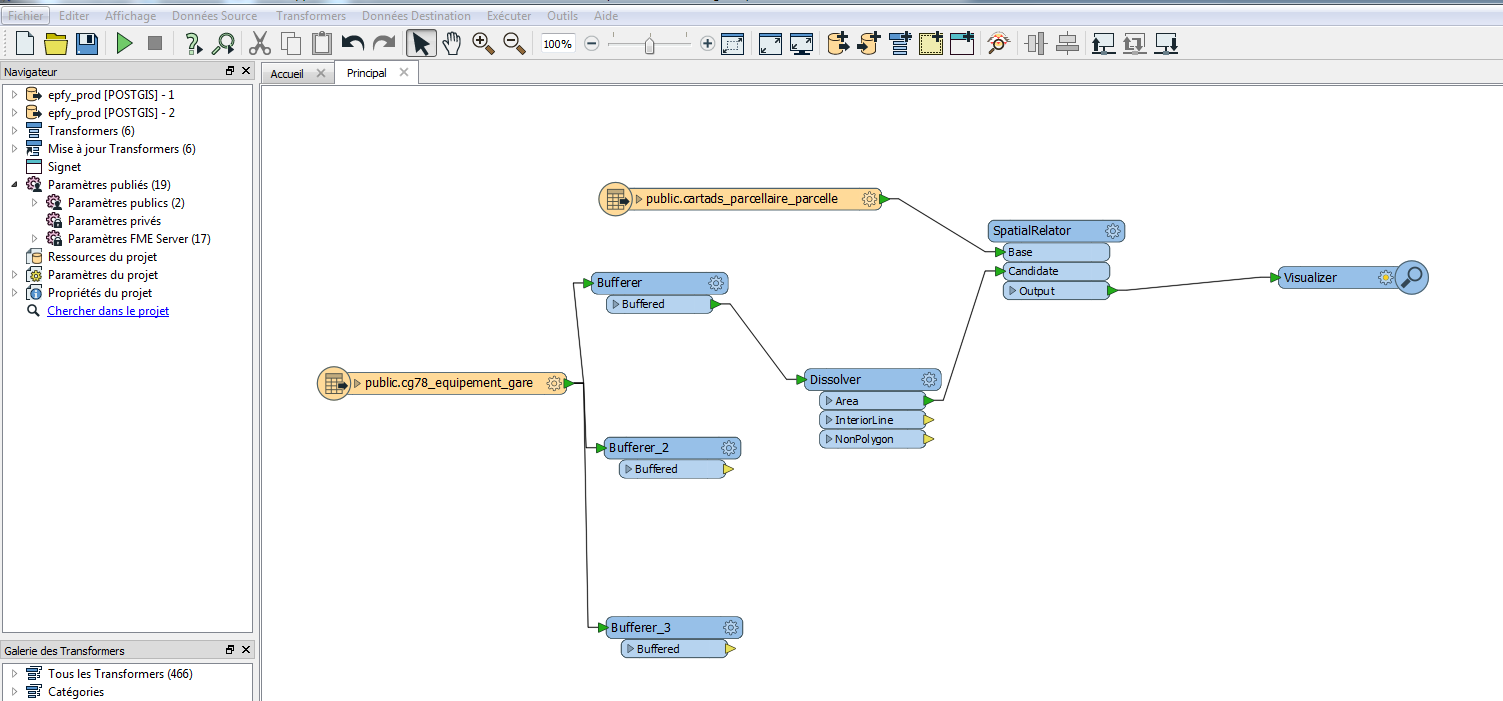 Fichier Editer Affichage Données Source Transformers Données Destination Exécuter Outils Aide
100%
Navigateur
Accueil Principal
epfy_prod [POSTGIS] - 1
epfy_prod [POSTGIS] - 2
Transformers (6)
Mise à jour Transformers (6)
Signet
Paramètres publiés (19)
Paramètres publics (2)
Paramètres privés
Paramètres FME Server (17)
Ressources du projet
Paramètres du projet
Propriétés du projet
Chercher dans le projet
Galerie des Transformers
Tous les Transformers (466)
Catégories
public.cartads_parcellaire_parcelle
SpatialRelator
Base
Candidate
Output
Visualizer
Bufferer
Buffered
public.cg78_equipement_gare
Dissolver
Area
InteriorLine
NonPolygon
Bufferer_2
Buffered
Bufferer_3
Buffered